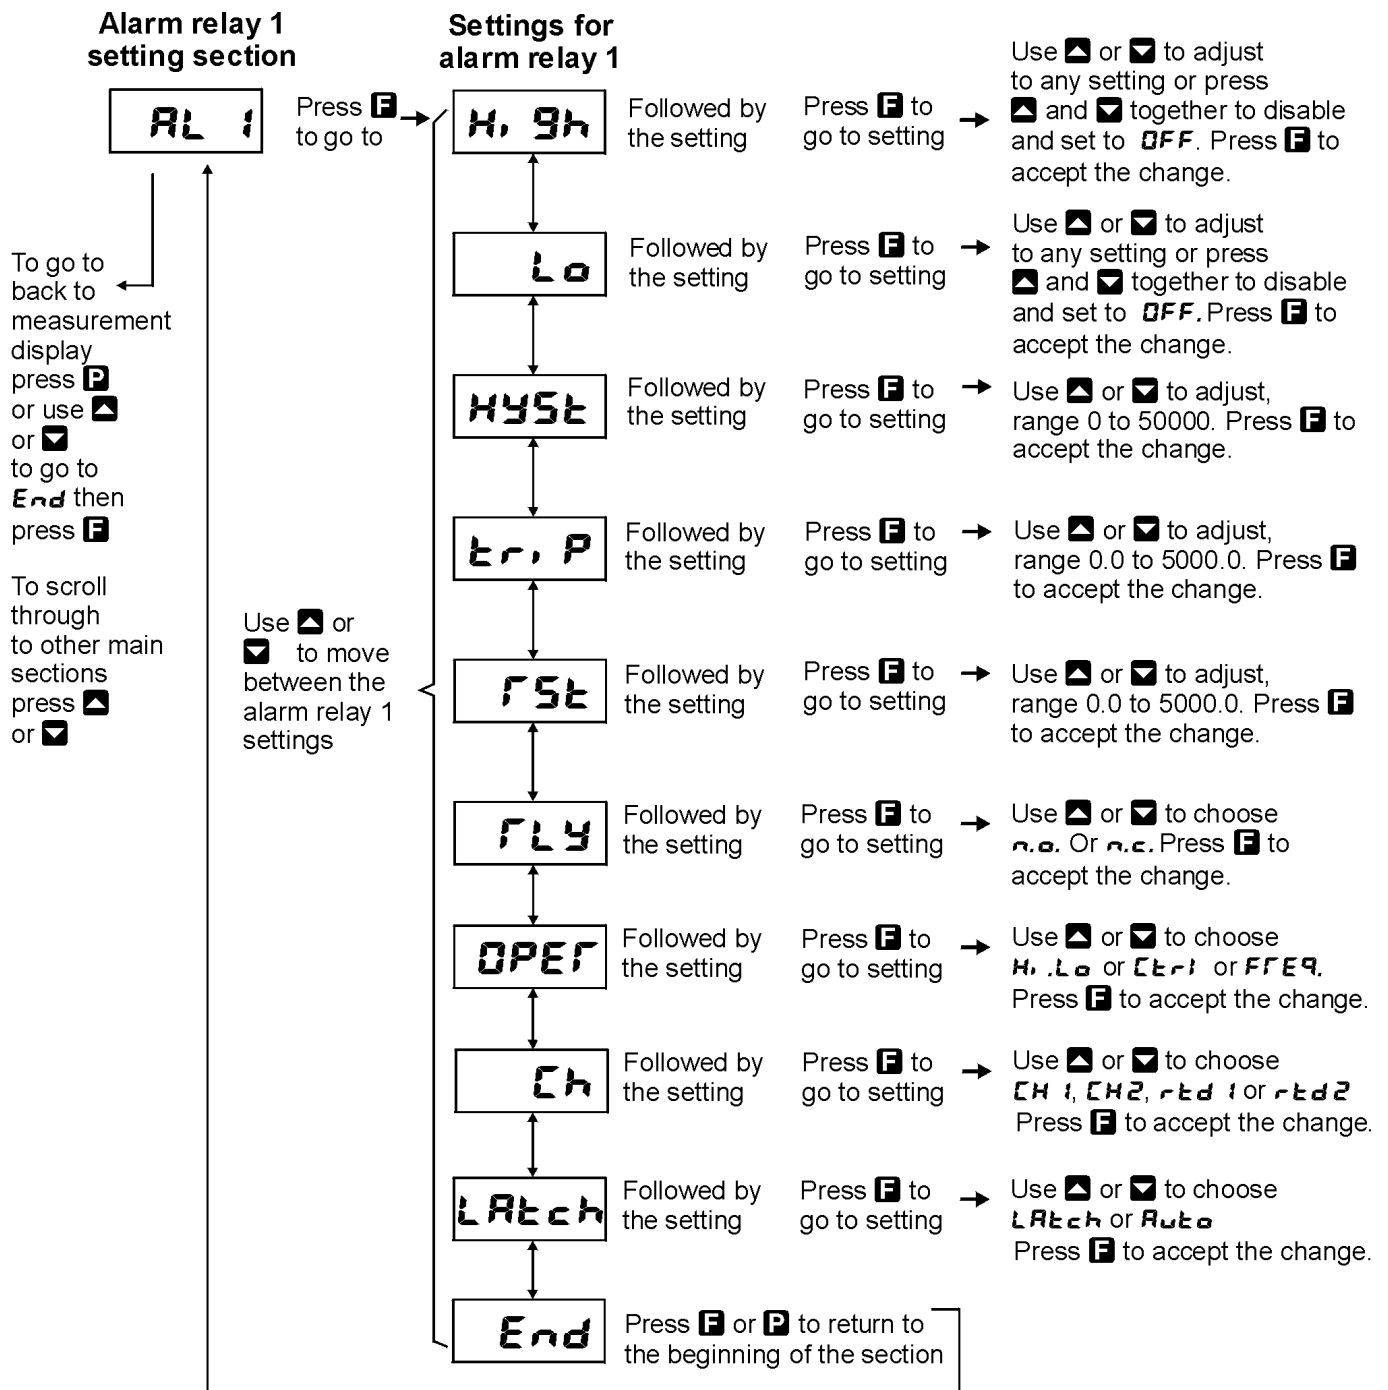 Alarm relay 1
setting section
AL 1
Press F
to go to
To go to
back to
measurement
display
press P
or use ▲
or ▼
to go to
End then
press F
To scroll
through
to other main
sections
press ▲
or ▼
Use ▲ or
▼ to move
between the
alarm relay 1
settings
Settings for
alarm relay 1
Hi gh
Followed by
the setting
Press F to
go to setting
Use ▲ or ▼ to adjust
to any setting or press
▲ and ▼ together to disable
and set to OFF. Press F to
accept the change.
Lo
Followed by
the setting
Press F to
go to setting
Use ▲ or ▼ to adjust
to any setting or press
▲ and ▼ together to disable
and set to OFF. Press F to
accept the change.
HYSt
Followed by
the setting
Press F to
go to setting
Use ▲ or ▼ to adjust,
range 0 to 50000. Press F to
accept the change.
tri P
Followed by
the setting
Press F to
go to setting
Use ▲ or ▼ to adjust,
range 0.0 to 5000.0. Press F
to accept the change.
rSt
Followed by
the setting
Press F to
go to setting
Use ▲ or ▼ to adjust,
range 0.0 to 5000.0. Press F
to accept the change.
rLY
Followed by
the setting
Press F to
go to setting
Use ▲ or ▼ to choose
n.o. Or n.c. Press F to
accept the change.
OPEr
Followed by
the setting
Press F to
go to setting
Use ▲ or ▼ to choose
Hi .Lo or Ctrl or FrEq.
Press F to accept the change.
Ch
Followed by
the setting
Press F to
go to setting
Use ▲ or ▼ to choose
CH 1, CH2, rtd 1 or rtd2
Press F to accept the change.
LAtch
Followed by
the setting
Press F to
go to setting
Use ▲ or ▼ to choose
LAtch or Auto
Press F to accept the change.
End
Press F or P to return to
the beginning of the section